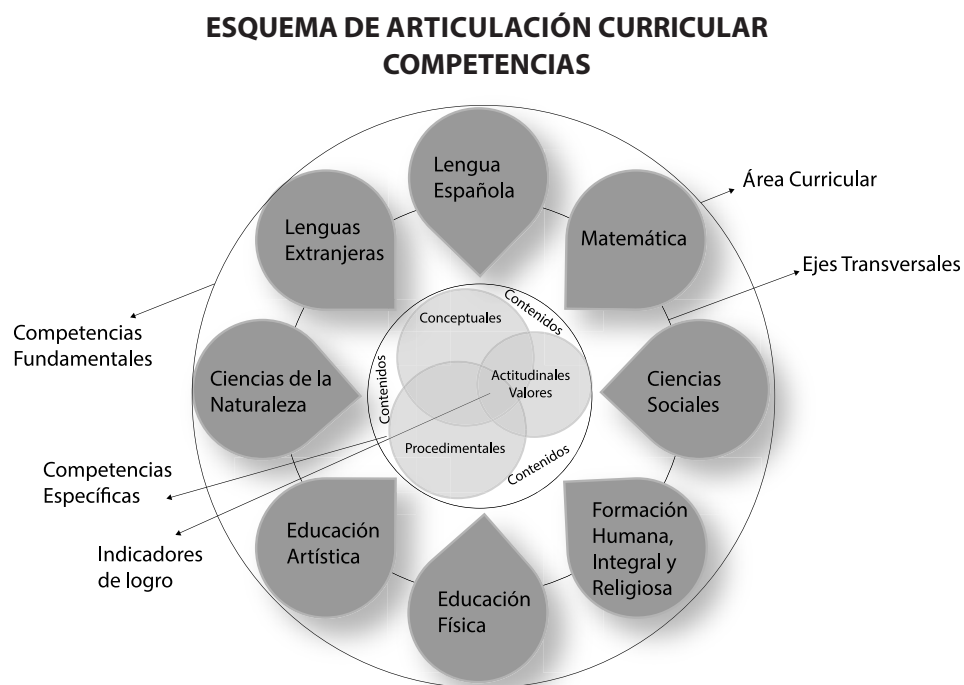 ESQUEMA DE ARTICULACIÓN CURRICULAR
COMPETENCIAS
Lengua
Española
Lenguas
Extranjeras
Matemática
Área Curricular
Ejes Transversales
Competencias
Fundamentales
Contenidos
Conceptuales
Contenidos
Actitudinales
Valores
Procedimentales
Contenidos
Ciencias de la
Naturaleza
Ciencias
Sociales
Competencias
Específicas
Indicadores
de logro
Educación
Artística
Educación
Física
Formación
Humana,
Integral y
Religiosa